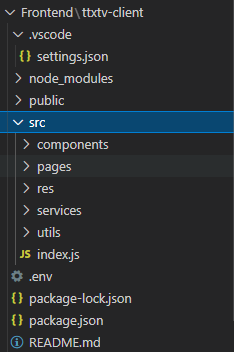 Frontend\ttxtv-client
.vscode
{} settings.json
node_modules
public
src
components
pages
res
services
utils
JS index.js
.env
{} package-lock.json
{} package.json
README.md